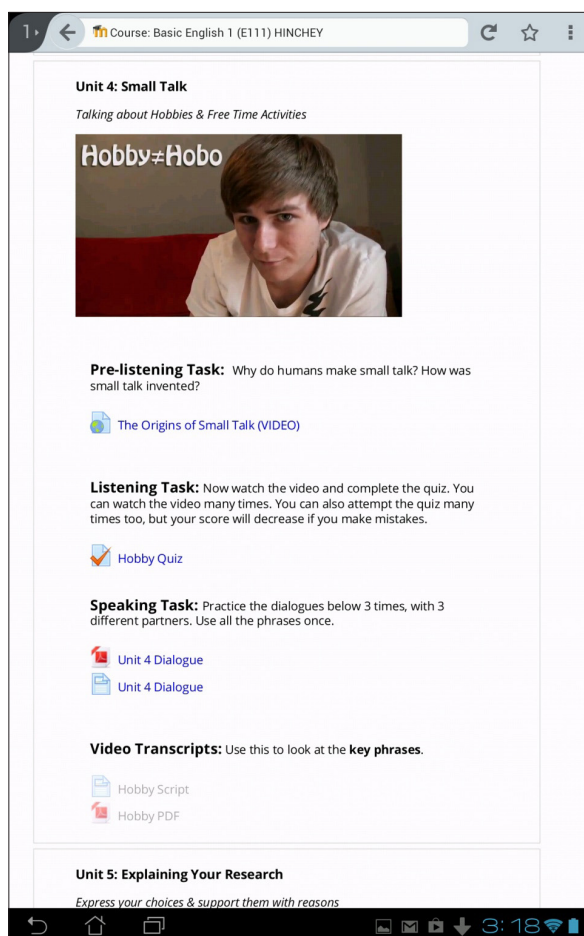 1
Course: Basic English 1 (E111) HINCHEY
Unit 4: Small Talk
Talking about Hobbies & Free Time Activities
Hobby≠Hobo
Pre-listening Task: Why do humans make small talk? How was
small talk invented?
The Origins of Small Talk (VIDEO)
Listening Task: Now watch the video and complete the quiz. You
can watch the video many times. You can also attempt the quiz many
times too, but your score will decrease if you make mistakes.
Hobby Quiz
Speaking Task: Practice the dialogues below 3 times, with 3
different partners. Use all the phrases once.
Unit 4 Dialogue
Unit 4 Dialogue
Video Transcripts: Use this to look at the key phrases.
Hobby Script
Hobby PDF
Unit 5: Explaining Your Research
Express your choices & support them with reasons
3:18